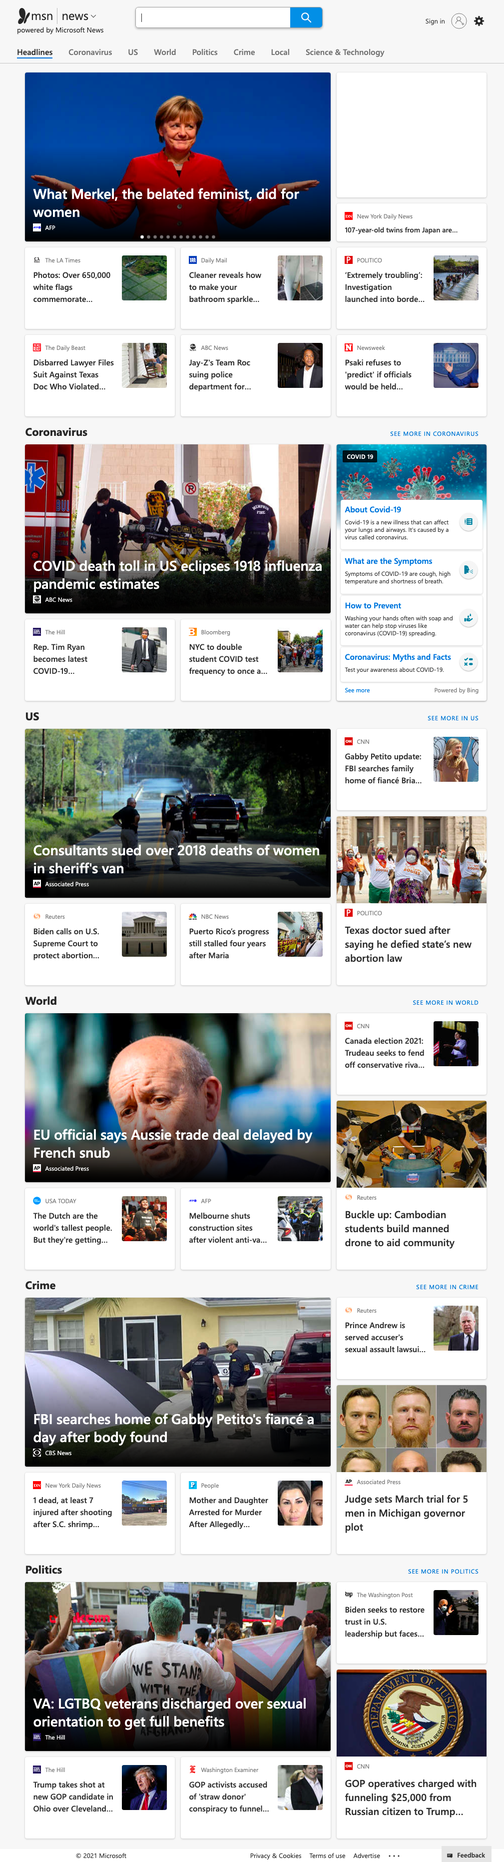 msn news
powered by Microsoft News
Sign in
Headlines Coronavirus US World Politics Crime Local Science & Technology
What Merkel, the belated feminist, did for
women
AFP
New York Daily News
107-year-old twins from Japan are...
The LA Times
Photos: Over 650,000
white flags
commemorate...
Daily Mail
Cleaner reveals how
to make your
bathroom sparkle...
POLITICO
'Extremely troubling':
Investigation
launched into borde...
The Daily Beast
Disbarred Lawyer Files
Suit Against Texas
Doc Who Violated...
ABC News
Jay-Z's Team Roc
suing police
department for...
Newsweek
Psaki refuses to
'predict' if officials
would be held...
Coronavirus
SEE MORE IN CORONAVIRUS
COVID death toll in US eclipses 1918 influenza
pandemic estimates
ABC News
COVID 19
About Covid-19
Covid-19 is a new illness that can affect
your lungs and airways. It's caused by a
virus called coronavirus.
What are the Symptoms
Symptoms of COVID-19 are cough, high
temperature and shortness of breath.
How to Prevent
Washing your hands often with soap and
water can help stop viruses like
coronavirus (COVID-19) spreading.
Coronavirus: Myths and Facts
Test your awareness about COVID-19.
See more
Powered by Bing
The Hill
Rep. Tim Ryan
becomes latest
COVID-19...
Bloomberg
NYC to double
student COVID test
frequency to once a...
US
SEE MORE IN US
Consultants sued over 2018 deaths of women
in sheriff's van
Associated Press
CNN
Gabby Petito update:
FBI searches family
home of fiancé Bria...
POLITICO
Texas doctor sued after
saying he defied state's new
abortion law
Reuters
Biden calls on U.S.
Supreme Court to
protect abortion...
NBC News
Puerto Rico's progress
still stalled four years
after Maria
World
SEE MORE IN WORLD
EU official says Aussie trade deal delayed by
French snub
Associated Press
CNN
Canada election 2021:
Trudeau seeks to fend
off conservative riva...
Reuters
Buckle up: Cambodian
students build manned
drone to aid community
USA TODAY
The Dutch are the
world's tallest people.
But they're getting...
AFP
Melbourne shuts
construction sites
after violent anti-va...
Crime
SEE MORE IN CRIME
FBI searches home of Gabby Petito's fiancé a
day after body found
CBS News
Reuters
Prince Andrew is
served accuser's
sexual assault lawsui...
Associated Press
Judge sets March trial for 5
men in Michigan governor
plot
New York Daily News
1 dead, at least 7
injured after shooting
after S.C. shrimp...
People
Mother and Daughter
Arrested for Murder
After Allegedly...
Politics
SEE MORE IN POLITICS
WE STAND
WITH THE
VA: LGTBQ veterans discharged over sexual
orientation to get full benefits
The Hill
The Washington Post
Biden seeks to restore
trust in U.S.
leadership but faces...
DEPARTMENT OF JUSTICE
CNN
GOP operatives charged with
funneling $25,000 from
Russian citizen to Trump...
The Hill
Trump takes shot at
new GOP candidate in
Ohio over Cleveland...
Washington Examiner
GOP activists accused
of 'straw donor'
conspiracy to funnel...
© 2021 Microsoft
Privacy & Cookies Terms of use Advertise
Feedback